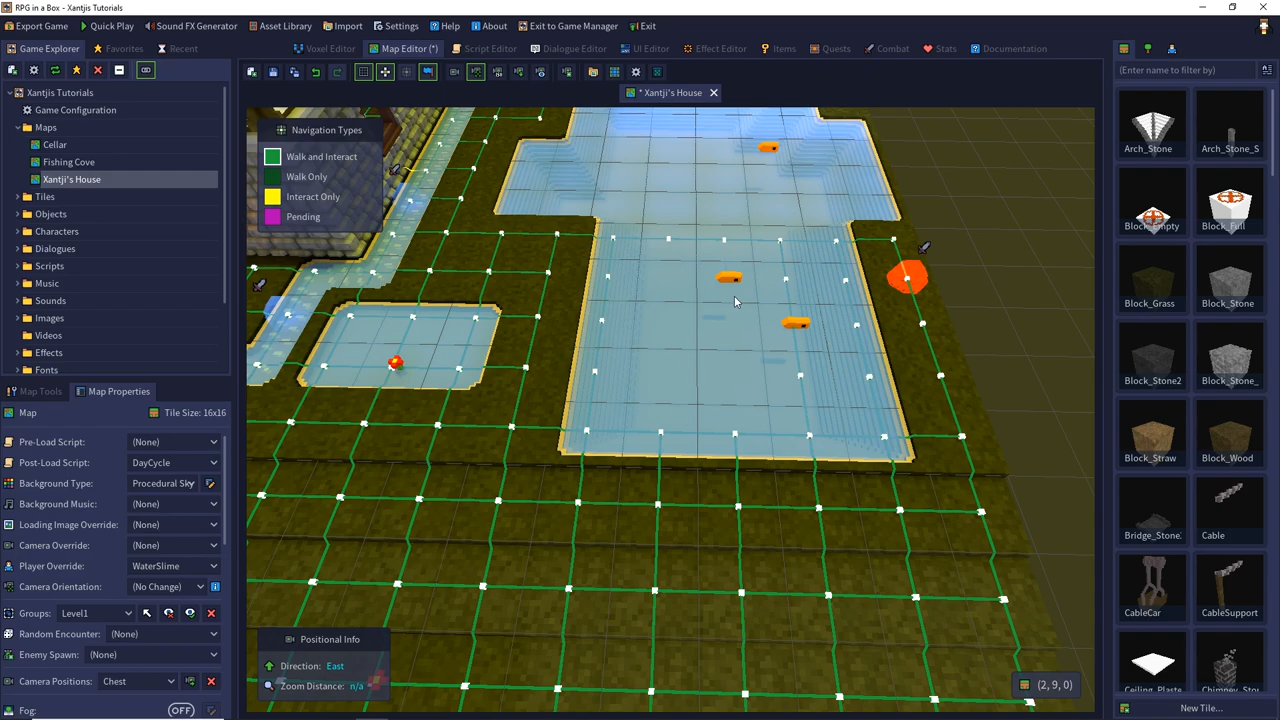 RPG in a Box - Xantjis Tutorials
Export Game Quick Play Sound FX Generator Asset Library Import Settings Help About Exit to Game Manager Exit
Game Explorer Favorites Recent Voxel Editor Map Editor (*) Script Editor Dialogue Editor UI Editor Effect Editor Items Quests Combat Stats Documentation
* Xantji's House
(Enter name to filter by)
Xantjis Tutorials
Game Configuration
Maps
Cellar
Fishing Cove
Xantji's House
Tiles
Objects
Characters
Dialogues
Scripts
Music
Sounds
Images
Videos
Effects
Fonts
Map Tools Map Properties
Map Tile Size: 16x16
Pre-Load Script: (None)
Post-Load Script: DayCycle
Background Type: Procedural Sky
Background Music: (None)
Loading Image Override: (None)
Camera Override: (None)
Player Override: WaterSlime
Camera Orientation: (No Change)
Groups: Level1
Random Encounter: (None)
Enemy Spawn: (None)
Camera Positions: Chest
Fog: OFF
Navigation Types
Walk and Interact
Walk Only
Interact Only
Pending
Positional Info
Direction: East
Zoom Distance: n/a
(2, 9, 0)
Arch_Stone Arch_Stone_S
Block_Empty Block_Full
Block_Grass Block_Stone
Block_Stone2 Block_Stone_
Block_Straw Block_Wood
Bridge_Stone. Cable
CableCar CableSupport
Ceiling_Plaste Chimney_Stor
New Tile...